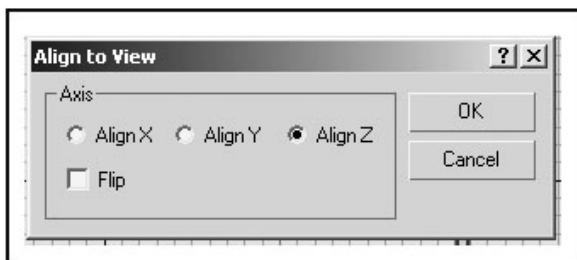 Align to View
Axis
Align X Align Y Align Z
Flip
OK
Cancel